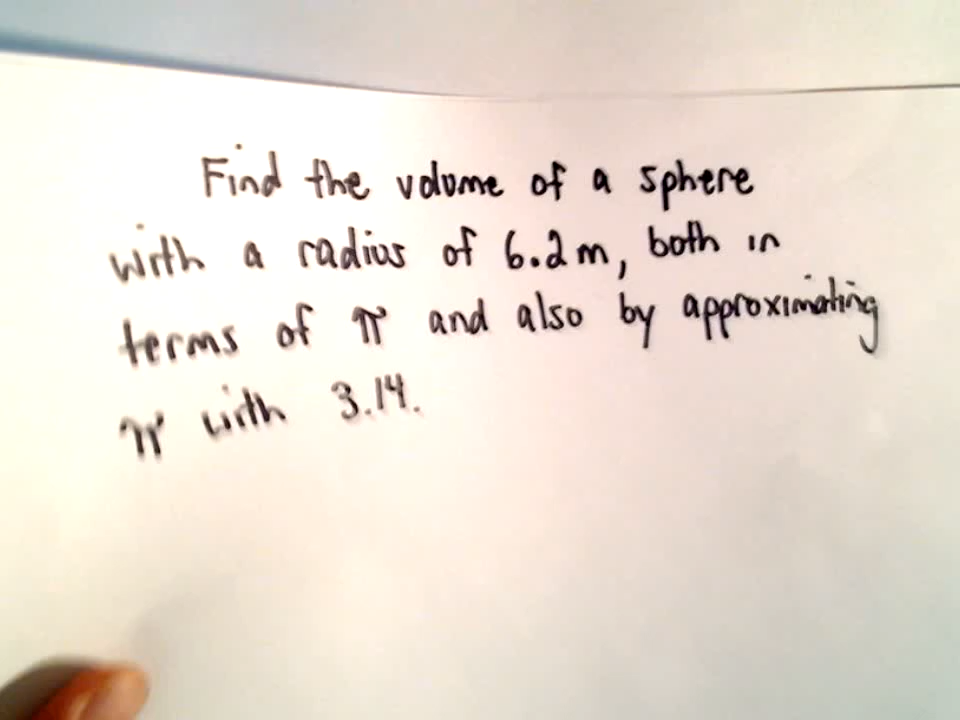 Find the volume of a sphere
with a radius of 6.2m, both in
terms of π and also by approximating
π with 3.14.